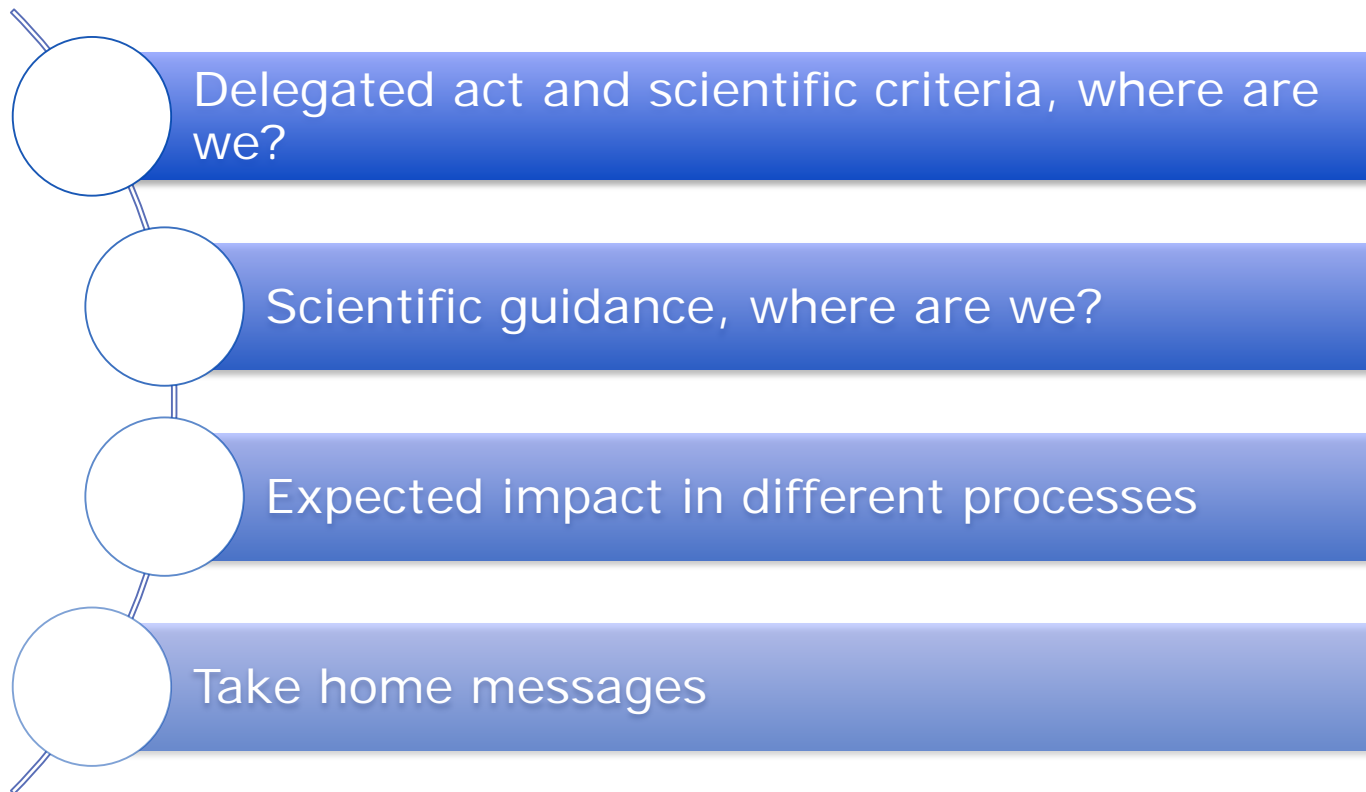 Delegated act and scientific criteria, where are
we?
Scientific guidance, where are we?
Expected impact in different processes
Take home messages